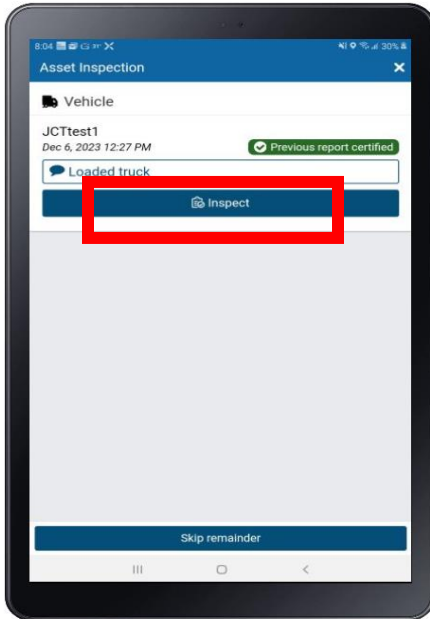 8:04 30%
Asset Inspection
Vehicle
JCTtest1
Dec 6, 2023 12:27 PM Previous report certified
Loaded truck
Inspect
Skip remainder